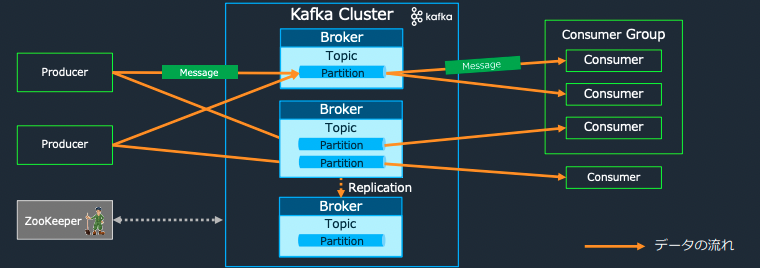 Kafka Cluster
kafka
Broker
Topic
Partition
Producer
Message
Message
Consumer Group
Consumer
Consumer
Consumer
Broker
Topic
Partition
Partition
Producer
Consumer
Replication
Broker
Topic
Partition
ZooKeeper
データの流れ